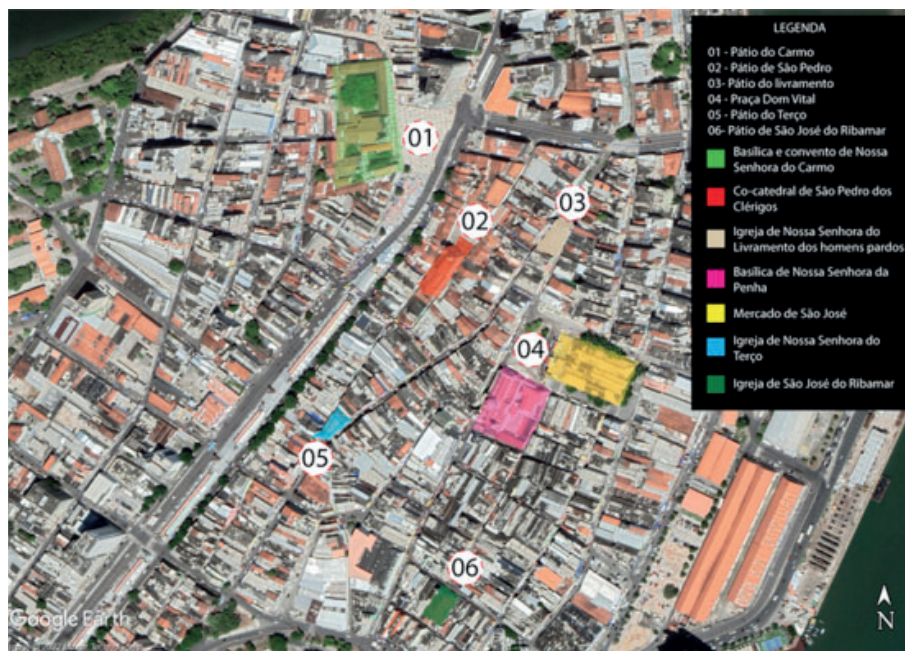 LEGENDA
01 - Pátio do Carmo
02 - Pátio de São Pedro
03- Pátio do livramento
04 - Praça Dom Vital
05 - Pátio do Terço
06- Pátio de São José do Ribamar
Basílica e convento de Nossa
Senhora do Carmo
Co-catedral de São Pedro dos
Clérigos
Igreja de Nossa Senhora do
Livramento dos homens pardos
Basílica de Nossa Senhora da
Penha
Mercado de São José
Igreja de Nossa Senhora do
Terço
Igreja de São José do Ribamar
01
02
03
04
05
06
Google Earth
N